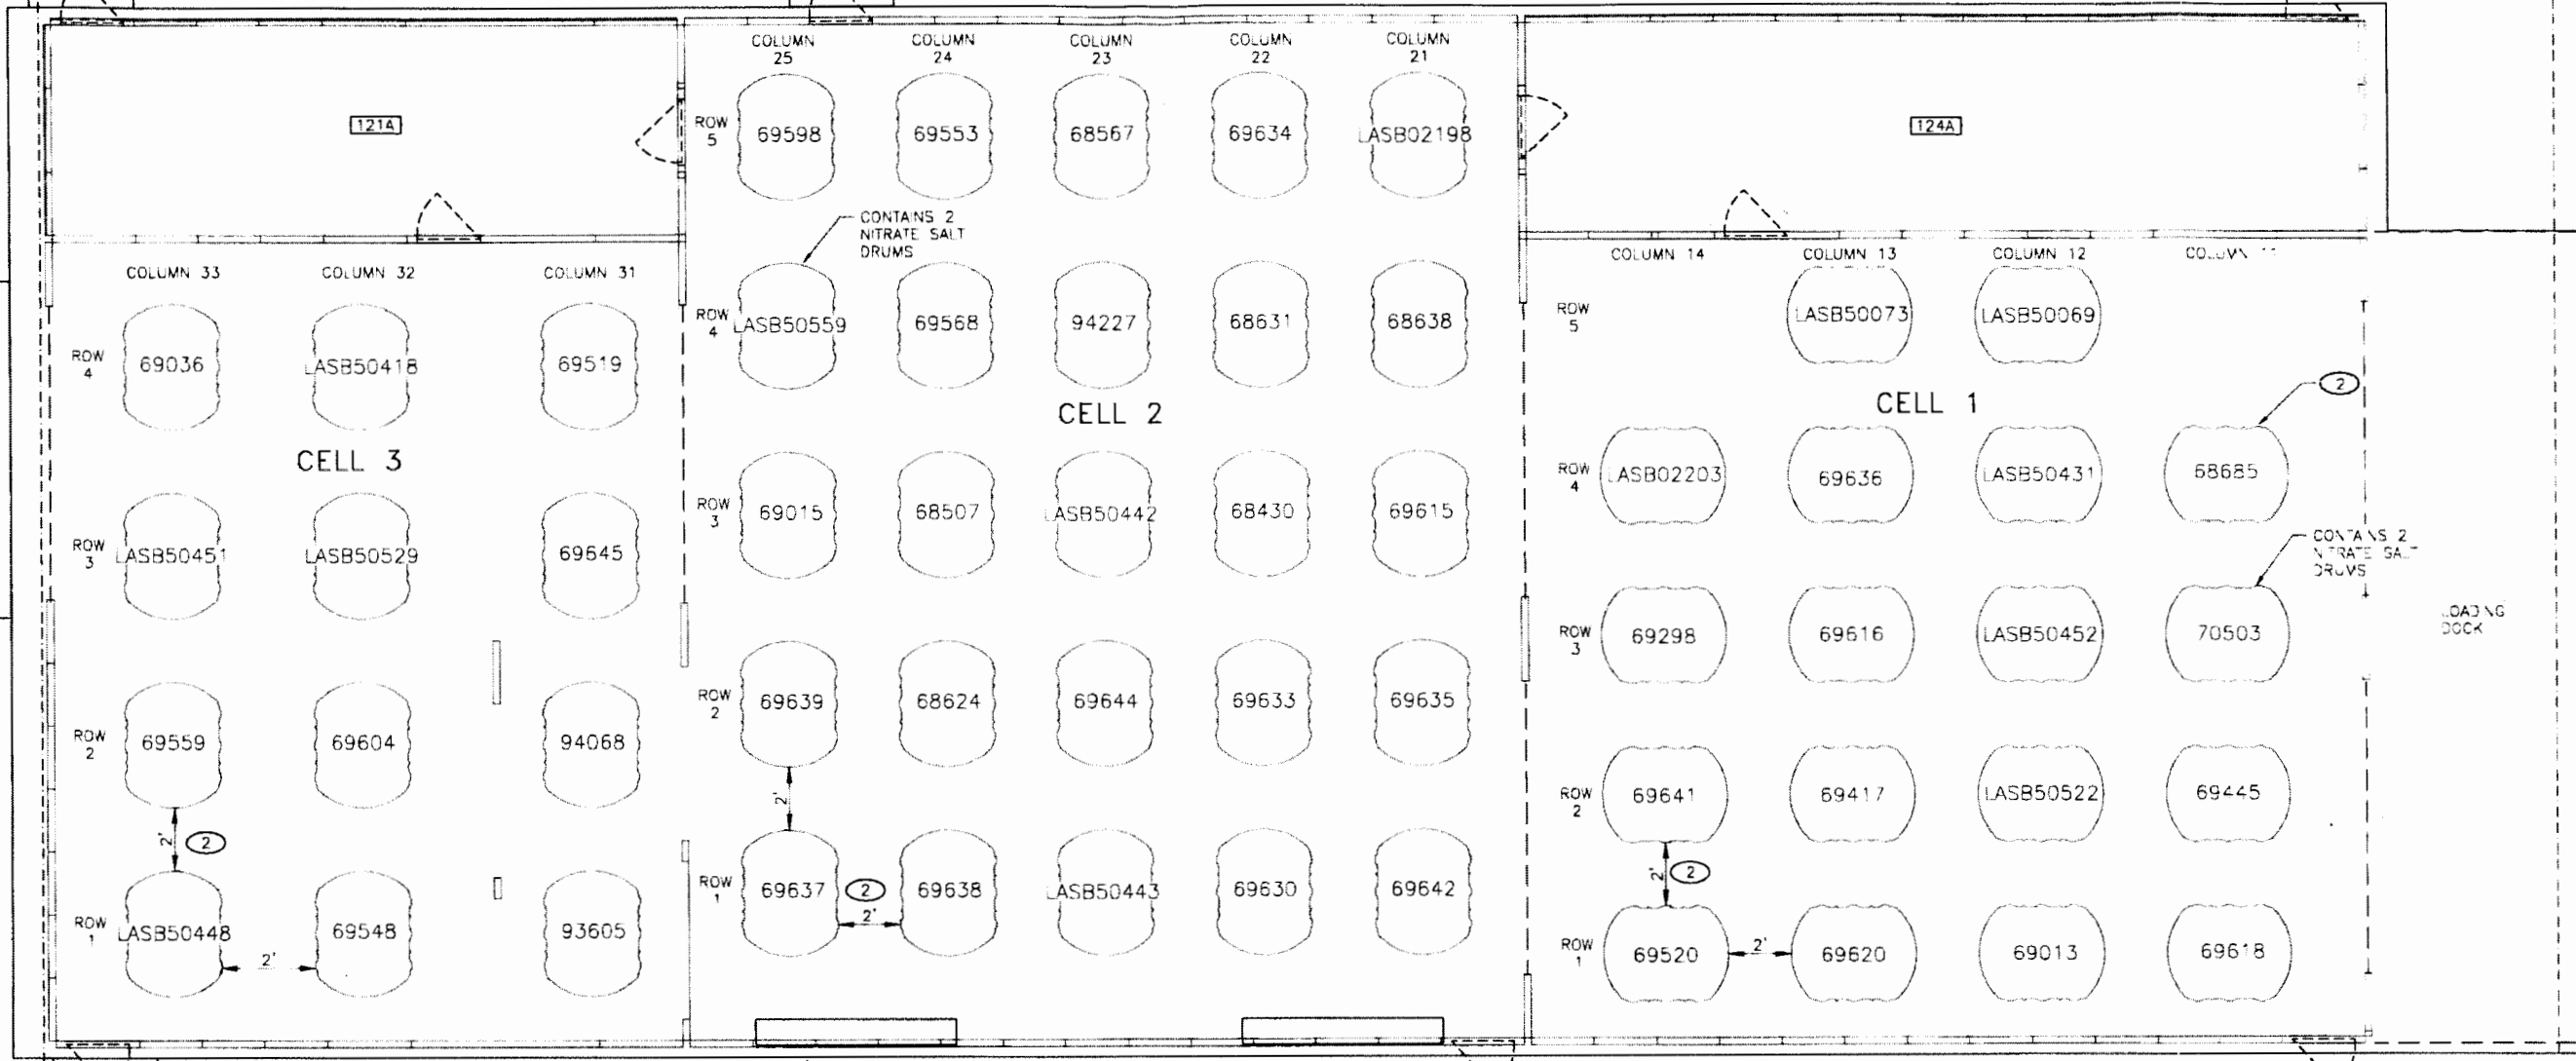 121A
COLUMN 33
COLUMN 32
COLUMN 31
ROW 4
69036
LASB50418
69519
CELL 3
ROW 3
LASB50451
LASB50529
69645
ROW 2
69559
69604
94068
2'
2
ROW 1
LASB50448
2'
69548
93605
COLUMN 25
COLUMN 24
COLUMN 23
COLUMN 22
COLUMN 21
ROW 5
69598
69553
68567
69634
LASB02198
CONTAINS 2
NITRATE SALT
DRUMS
ROW 4
LASB50559
69568
94227
68631
68638
CELL 2
ROW 3
69015
68507
LASB50442
68430
69615
ROW 2
69639
68624
69644
69633
69635
2'
ROW 1
69637
2
2'
69638
LASB50443
69630
69642
124A
COLUMN 14
COLUMN 13
COLUMN 12
COLUMN
ROW 5
LASB50073
LASB50069
2
CELL 1
ROW 4
LASB02203
69636
LASB50431
68685
CONTAINS 2
NITRATE SALT
DRUMS
ROW 3
69298
69616
LASB50452
70503
LOADING
DOCK
ROW 2
69641
69417
LASB50522
69445
2'
2
ROW 1
69520
2'
69620
69013
69618